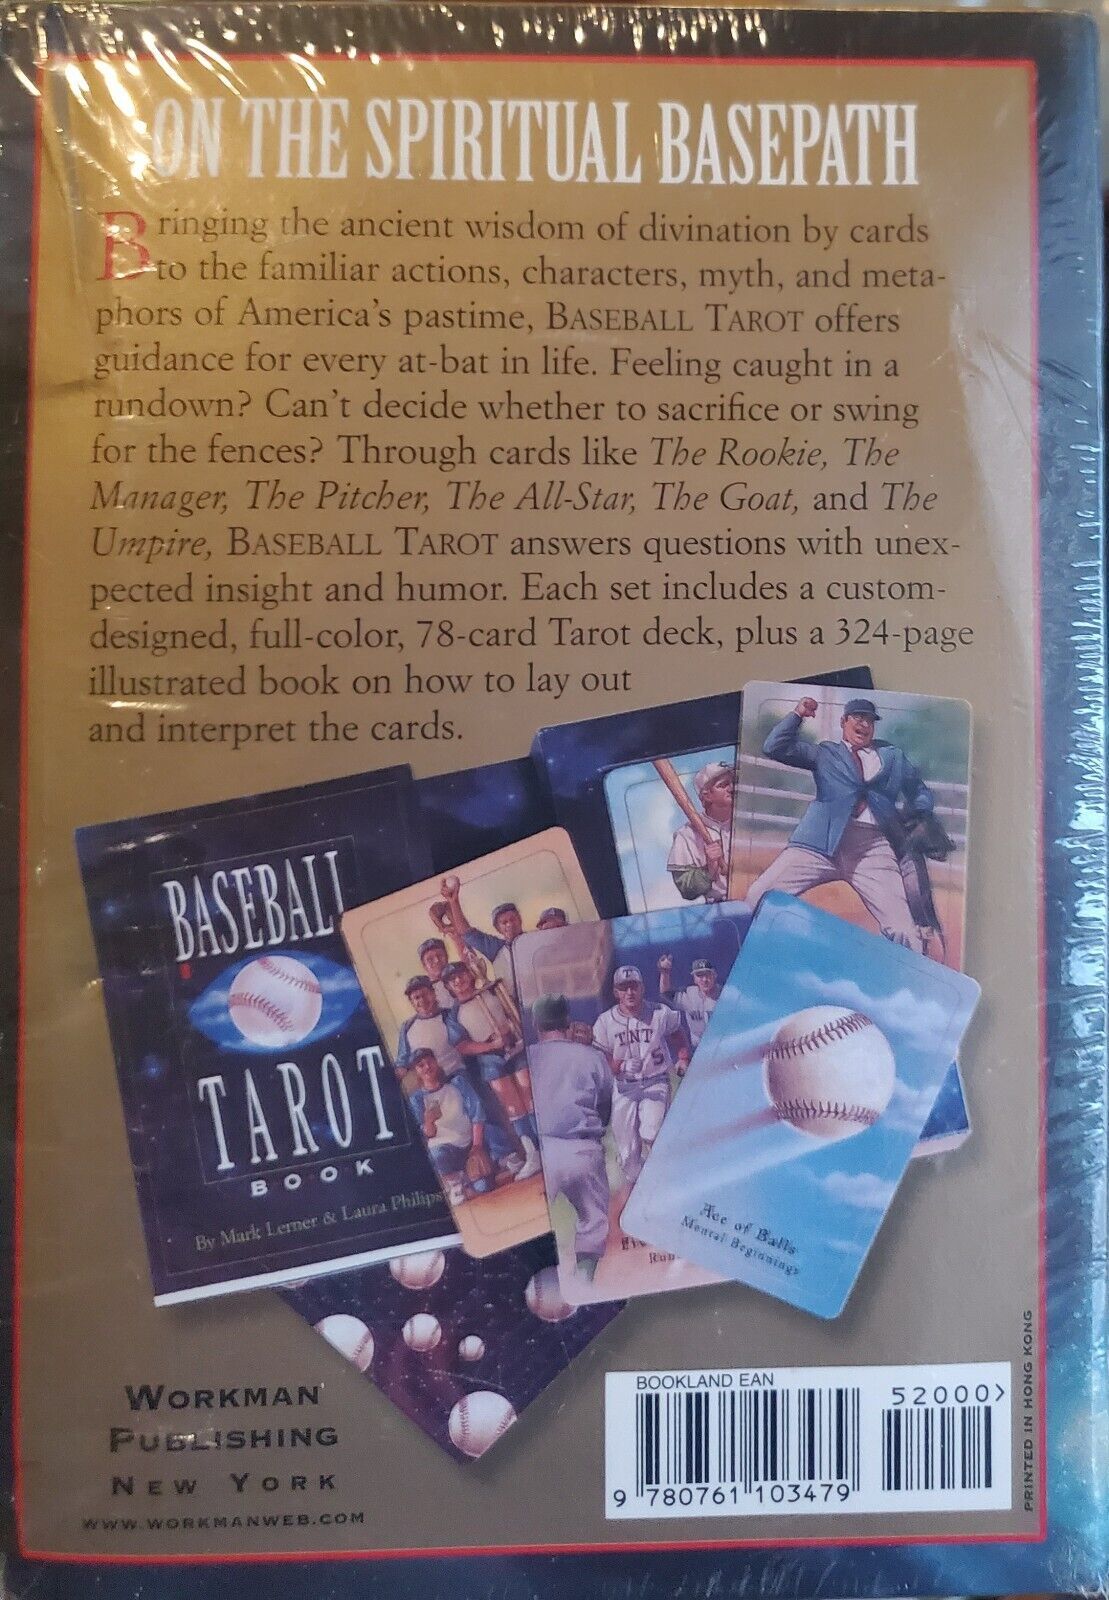 ON THE SPIRITUAL BASEPATH
Bringing the ancient wisdom of divination by cards
to the familiar actions, characters, myth, and meta-
phors of America's pastime, BASEBALL TAROT offers
guidance for every at-bat in life. Feeling caught in a
rundown? Can't decide whether to sacrifice or swing
for the fences? Through cards like The Rookie, The
Manager, The Pitcher, The All-Star, The Goat, and The
Umpire, BASEBALL TAROT answers questions with unex-
pected insight and humor. Each set includes a custom-
designed, full-color, 78-card Tarot deck, plus a 324-page
illustrated book on how to lay out
and interpret the cards.
BASEBALL
TAROT
BOOK
By Mark Lerner & Laura Philips
TNT
5
Ace of Balls
Mental Beginnings
WORKMAN
PUBLISHING
NEW YORK
WWW.WORKMANWEB.COM
BOOKLAND EAN
52000>
9 780761 103479
PRINTED IN HONG KONG